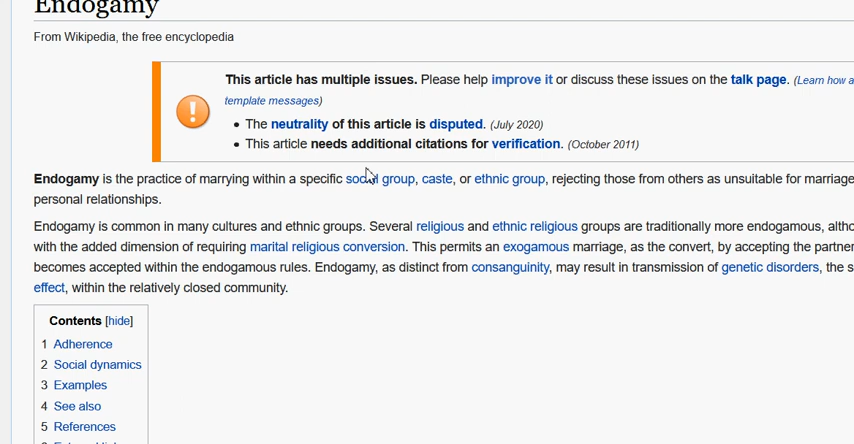 Endogamy
From Wikipedia, the free encyclopedia
This article has multiple issues. Please help improve it or discuss these issues on the talk page. (Learn how a
template messages)
• The neutrality of this article is disputed. (July 2020)
• This article needs additional citations for verification. (October 2011)
Endogamy is the practice of marrying within a specific social group, caste, or ethnic group, rejecting those from others as unsuitable for marriage
personal relationships.
Endogamy is common in many cultures and ethnic groups. Several religious and ethnic religious groups are traditionally more endogamous, altho
with the added dimension of requiring marital religious conversion. This permits an exogamous marriage, as the convert, by accepting the partner
becomes accepted within the endogamous rules. Endogamy, as distinct from consanguinity, may result in transmission of genetic disorders, the s
effect, within the relatively closed community.
Contents [hide]
1 Adherence
2 Social dynamics
3 Examples
4 See also
5 References